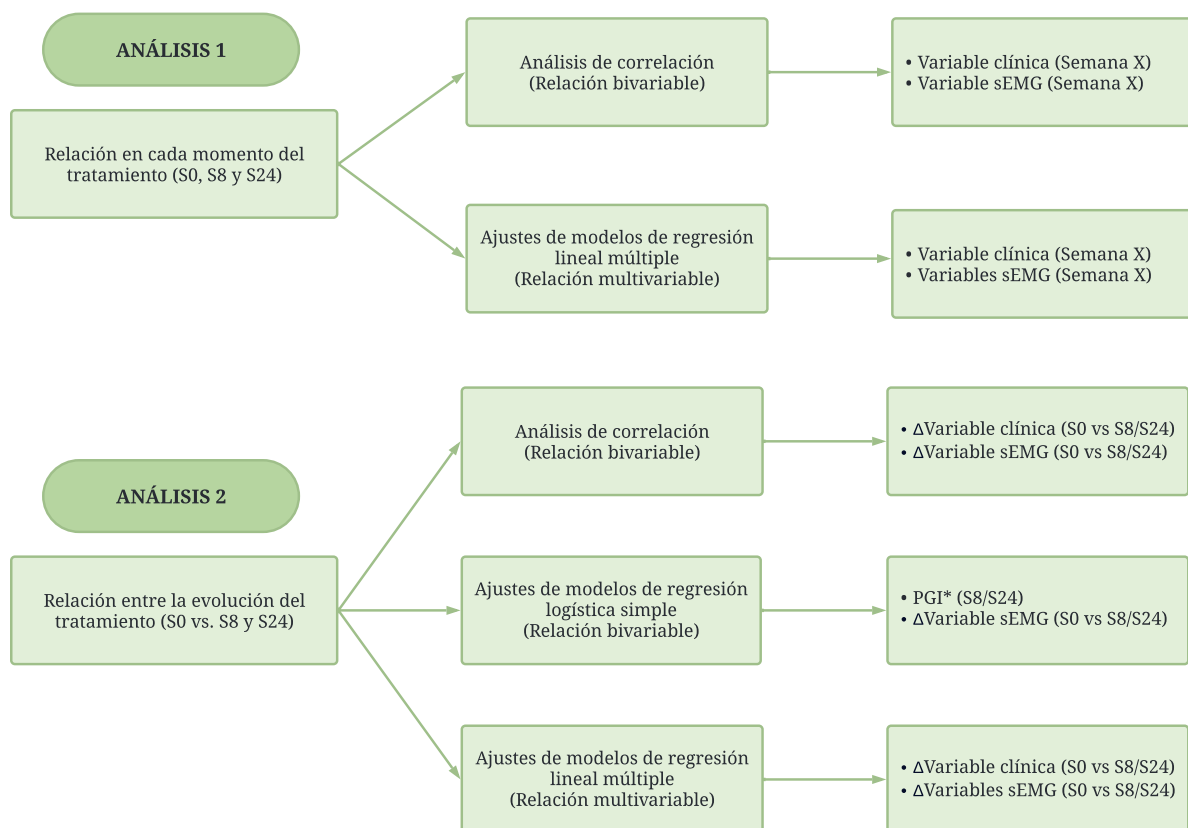 ANÁLISIS 1
Relación en cada momento del
tratamiento (S0, S8 y S24)
Análisis de correlación
(Relación bivariable)
• Variable clínica (Semana X)
• Variable sEMG (Semana X)
Ajustes de modelos de regresión
lineal múltiple
(Relación multivariable)
• Variable clínica (Semana X)
• Variables sEMG (Semana X)
ANÁLISIS 2
Relación entre la evolución del
tratamiento (S0 vs. S8 y S24)
Análisis de correlación
(Relación bivariable)
• ΔVariable clínica (S0 vs S8/S24)
• ΔVariable sEMG (S0 vs S8/S24)
Ajustes de modelos de regresión
logística simple
(Relación bivariable)
• PGI* (S8/S24)
• ΔVariable sEMG (S0 vs S8/S24)
Ajustes de modelos de regresión
lineal múltiple
(Relación multivariable)
• ΔVariable clínica (S0 vs S8/S24)
• ΔVariables sEMG (S0 vs S8/S24)